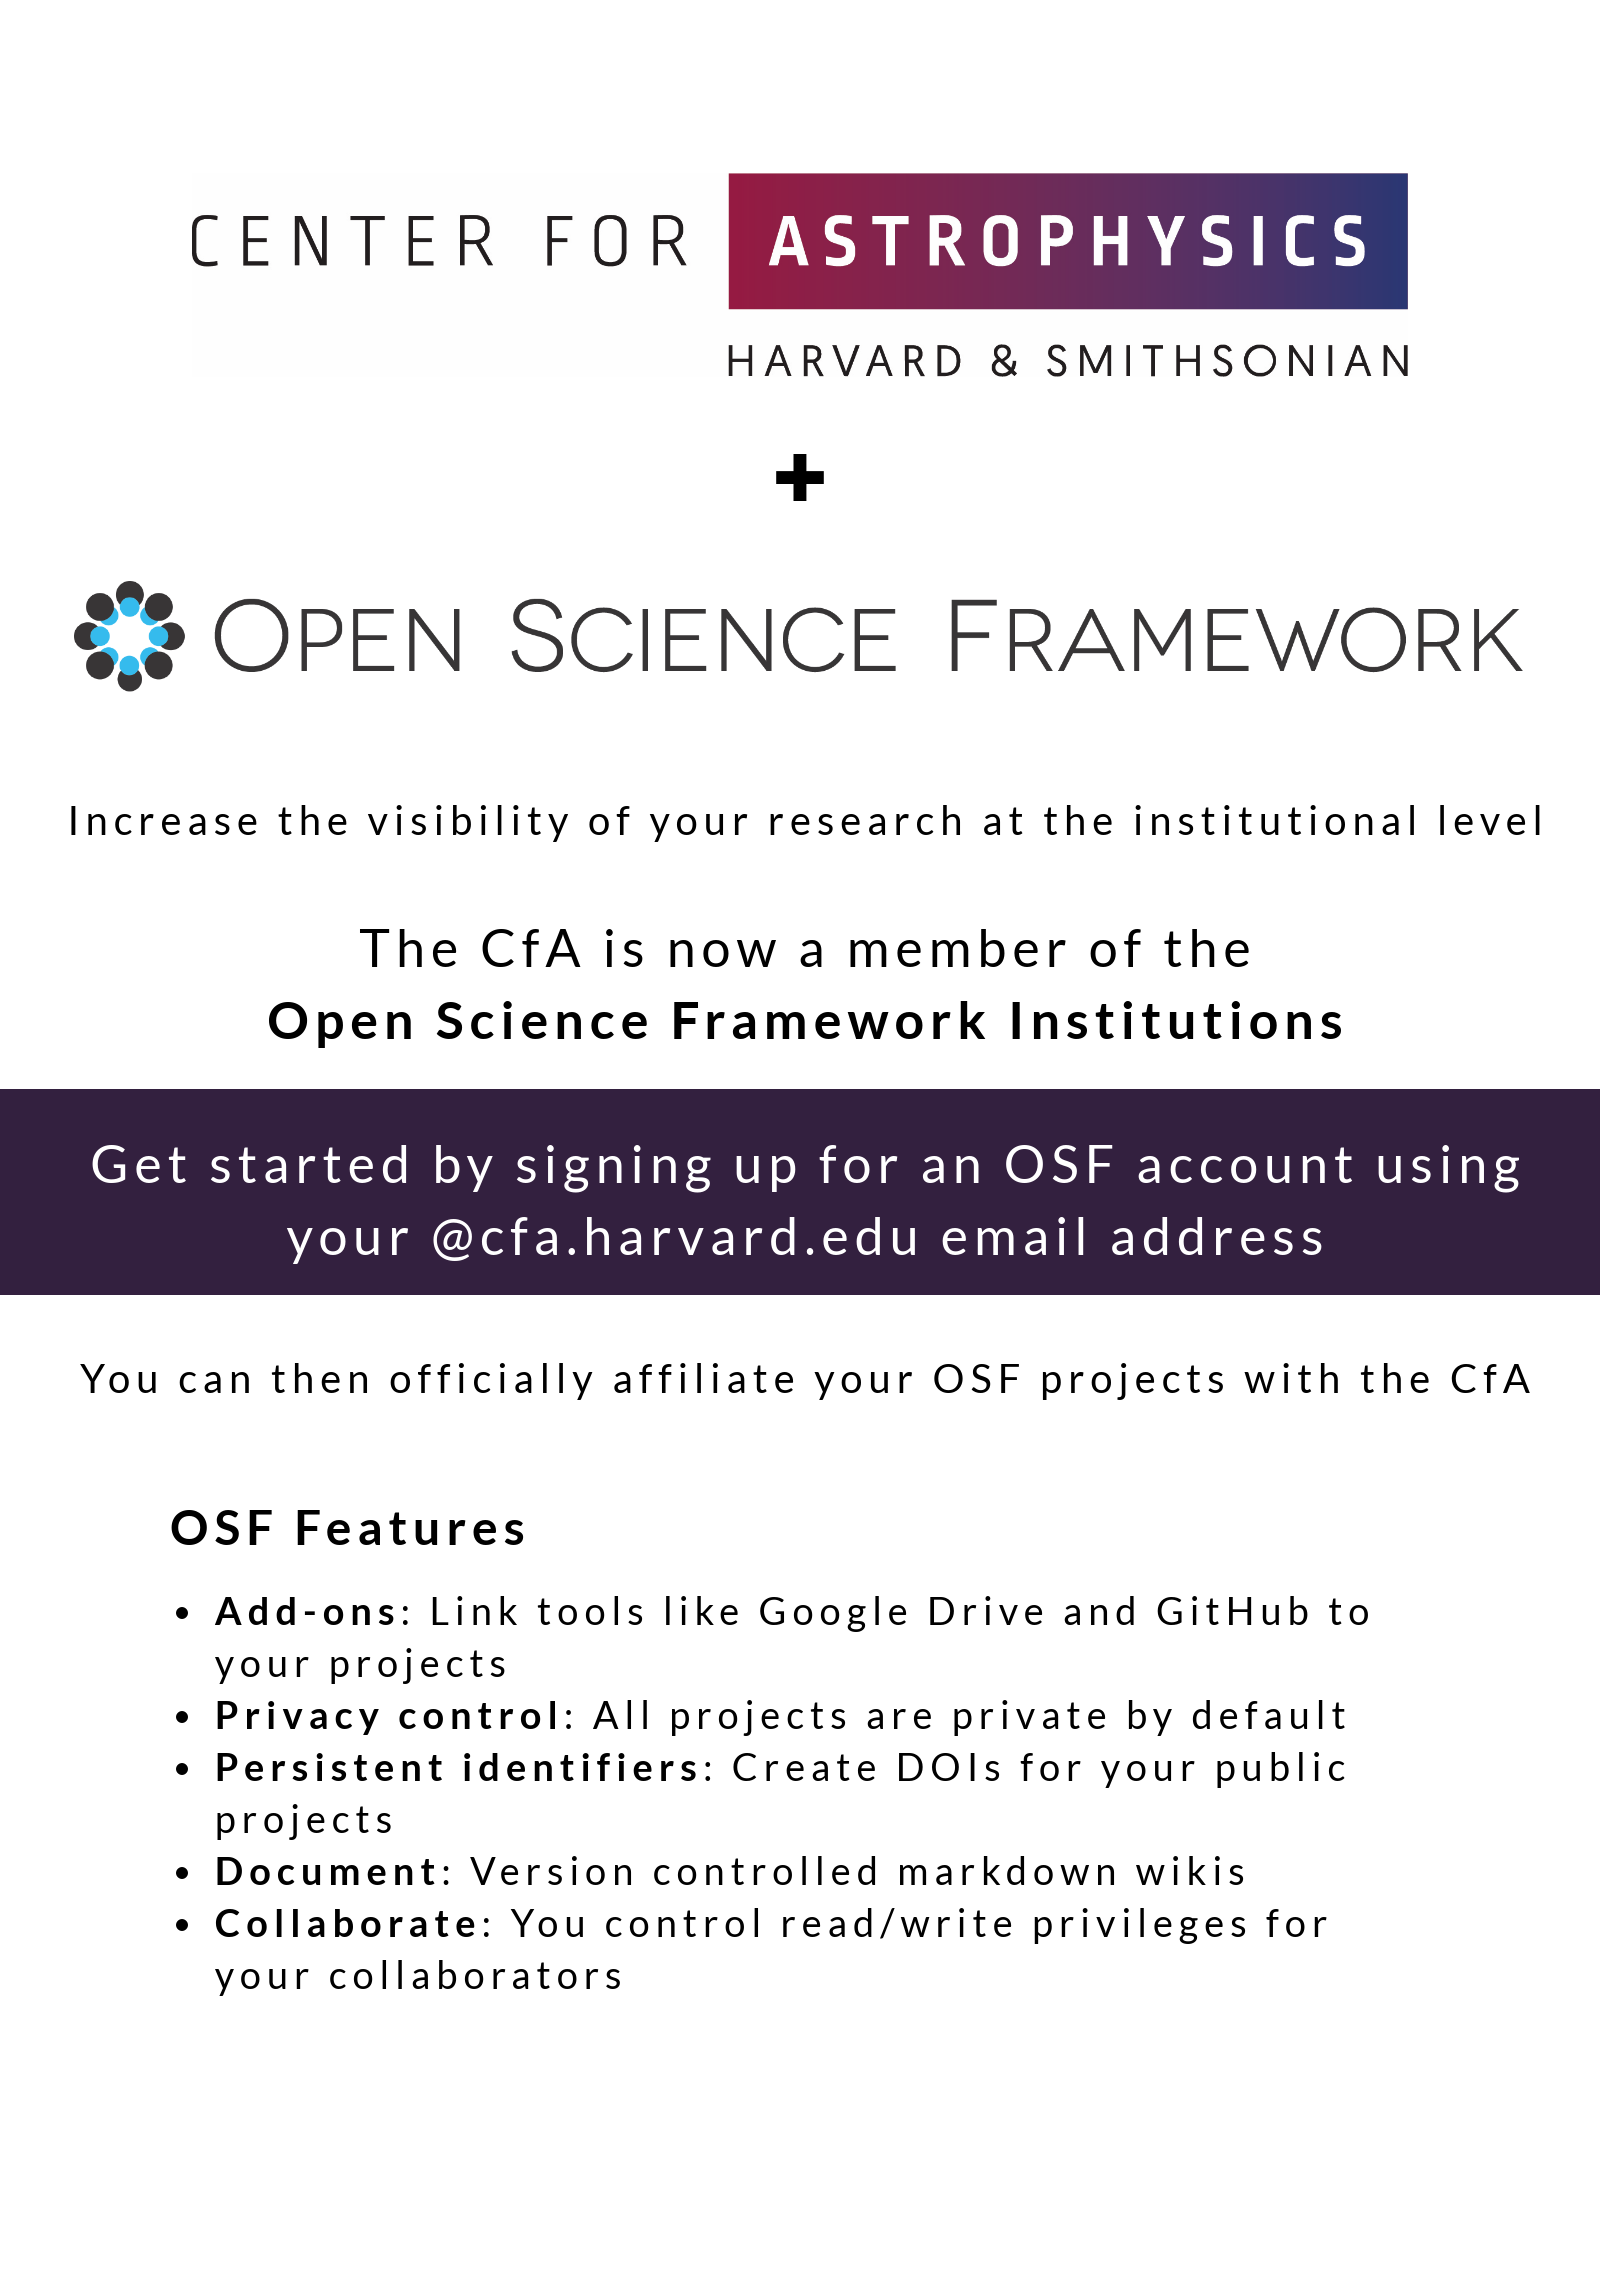 CENTER FOR ASTROPHYSICS
HARVARD & SMITHSONIAN
+
OPEN SCIENCE FRAMEWORK
Increase the visibility of your research at the institutional level
The CfA is now a member of the
Open Science Framework Institutions
Get started by signing up for an OSF account using
your @cfa.harvard.edu email address
You can then officially affiliate your OSF projects with the CfA
OSF Features
• Add-ons: Link tools like Google Drive and GitHub to
your projects
• Privacy control: All projects are private by default
• Persistent identifiers: Create DOIs for your public
projects
• Document: Version controlled markdown wikis
• Collaborate: You control read/write privileges for
your collaborators